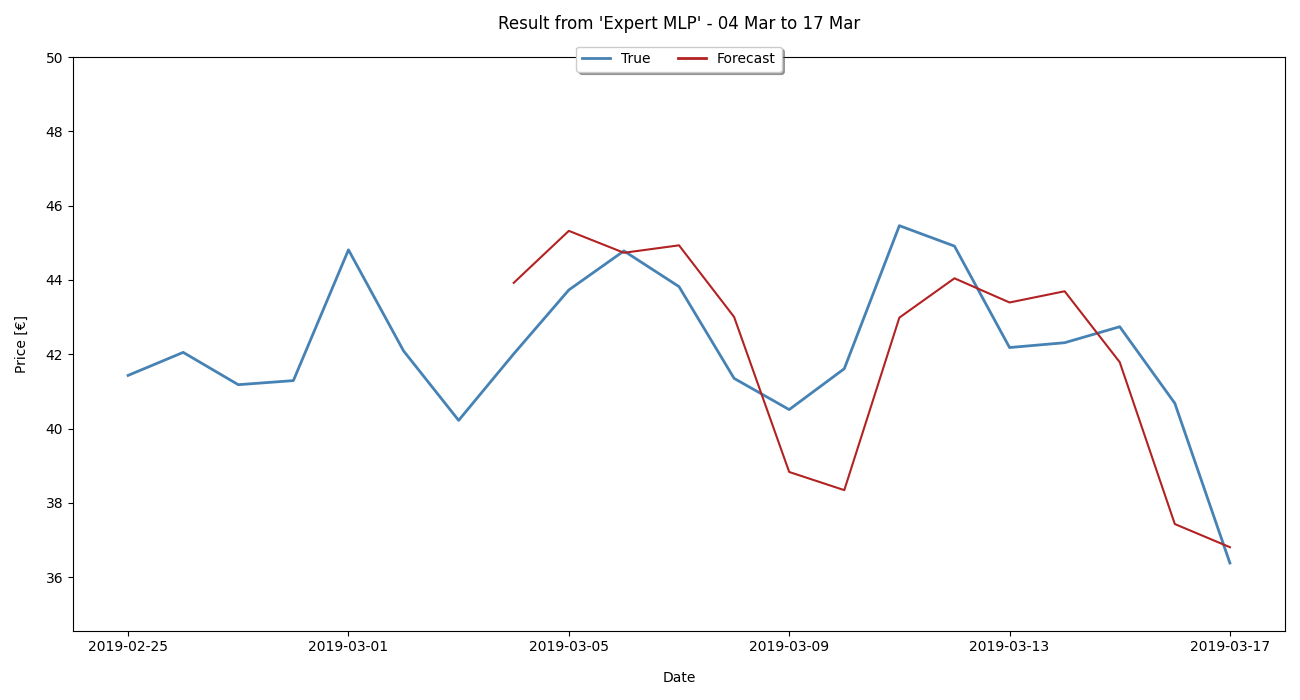 Result from 'Expert MLP' - 04 Mar to 17 Mar
True Forecast
50
48
46
44
42
40
38
36
Price [€]
2019-02-25 2019-03-01 2019-03-05 2019-03-09 2019-03-13 2019-03-17
Date